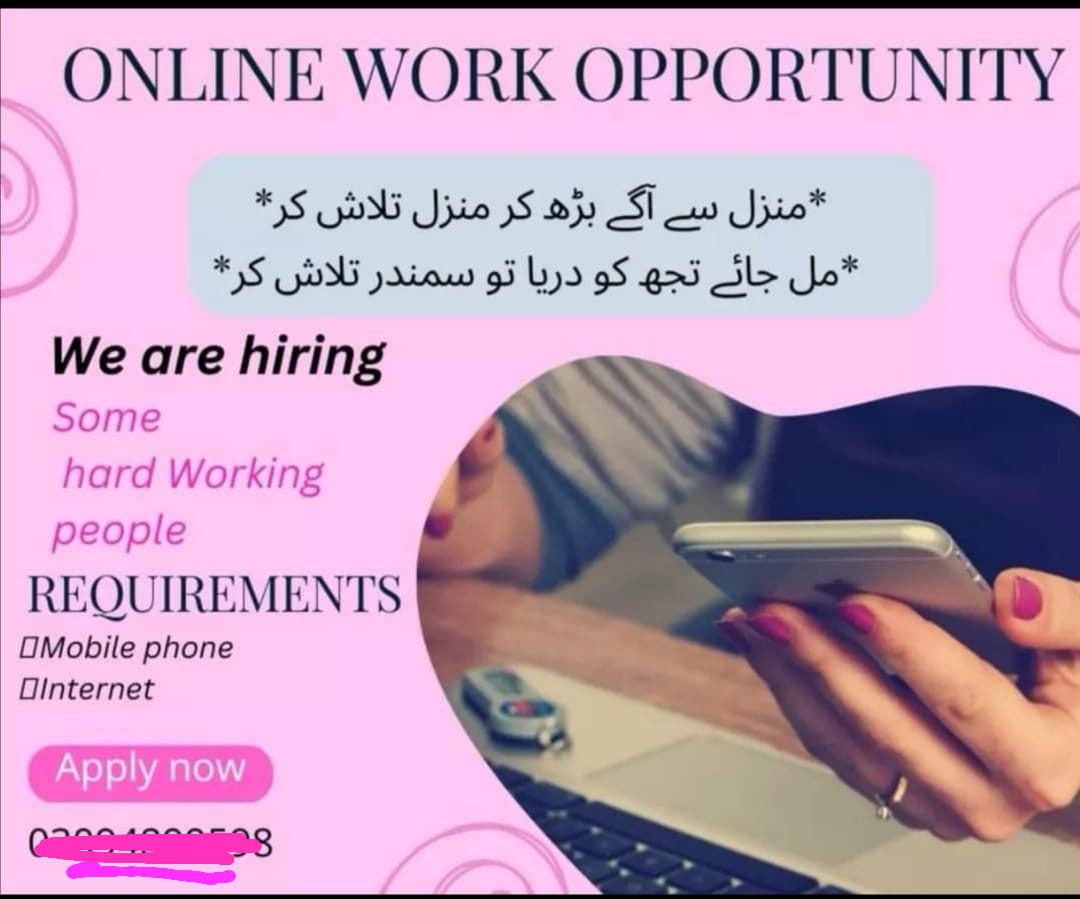 ONLINE WORK OPPORTUNITY
*منزل سے آگے بڑھ کر منزل تلاش کر*
*مل جائے تجھ کو دریا تو سمندر تلاش کر*
We are hiring
Some
hard Working
people
REQUIREMENTS
▯Mobile phone
▯Internet
Apply now